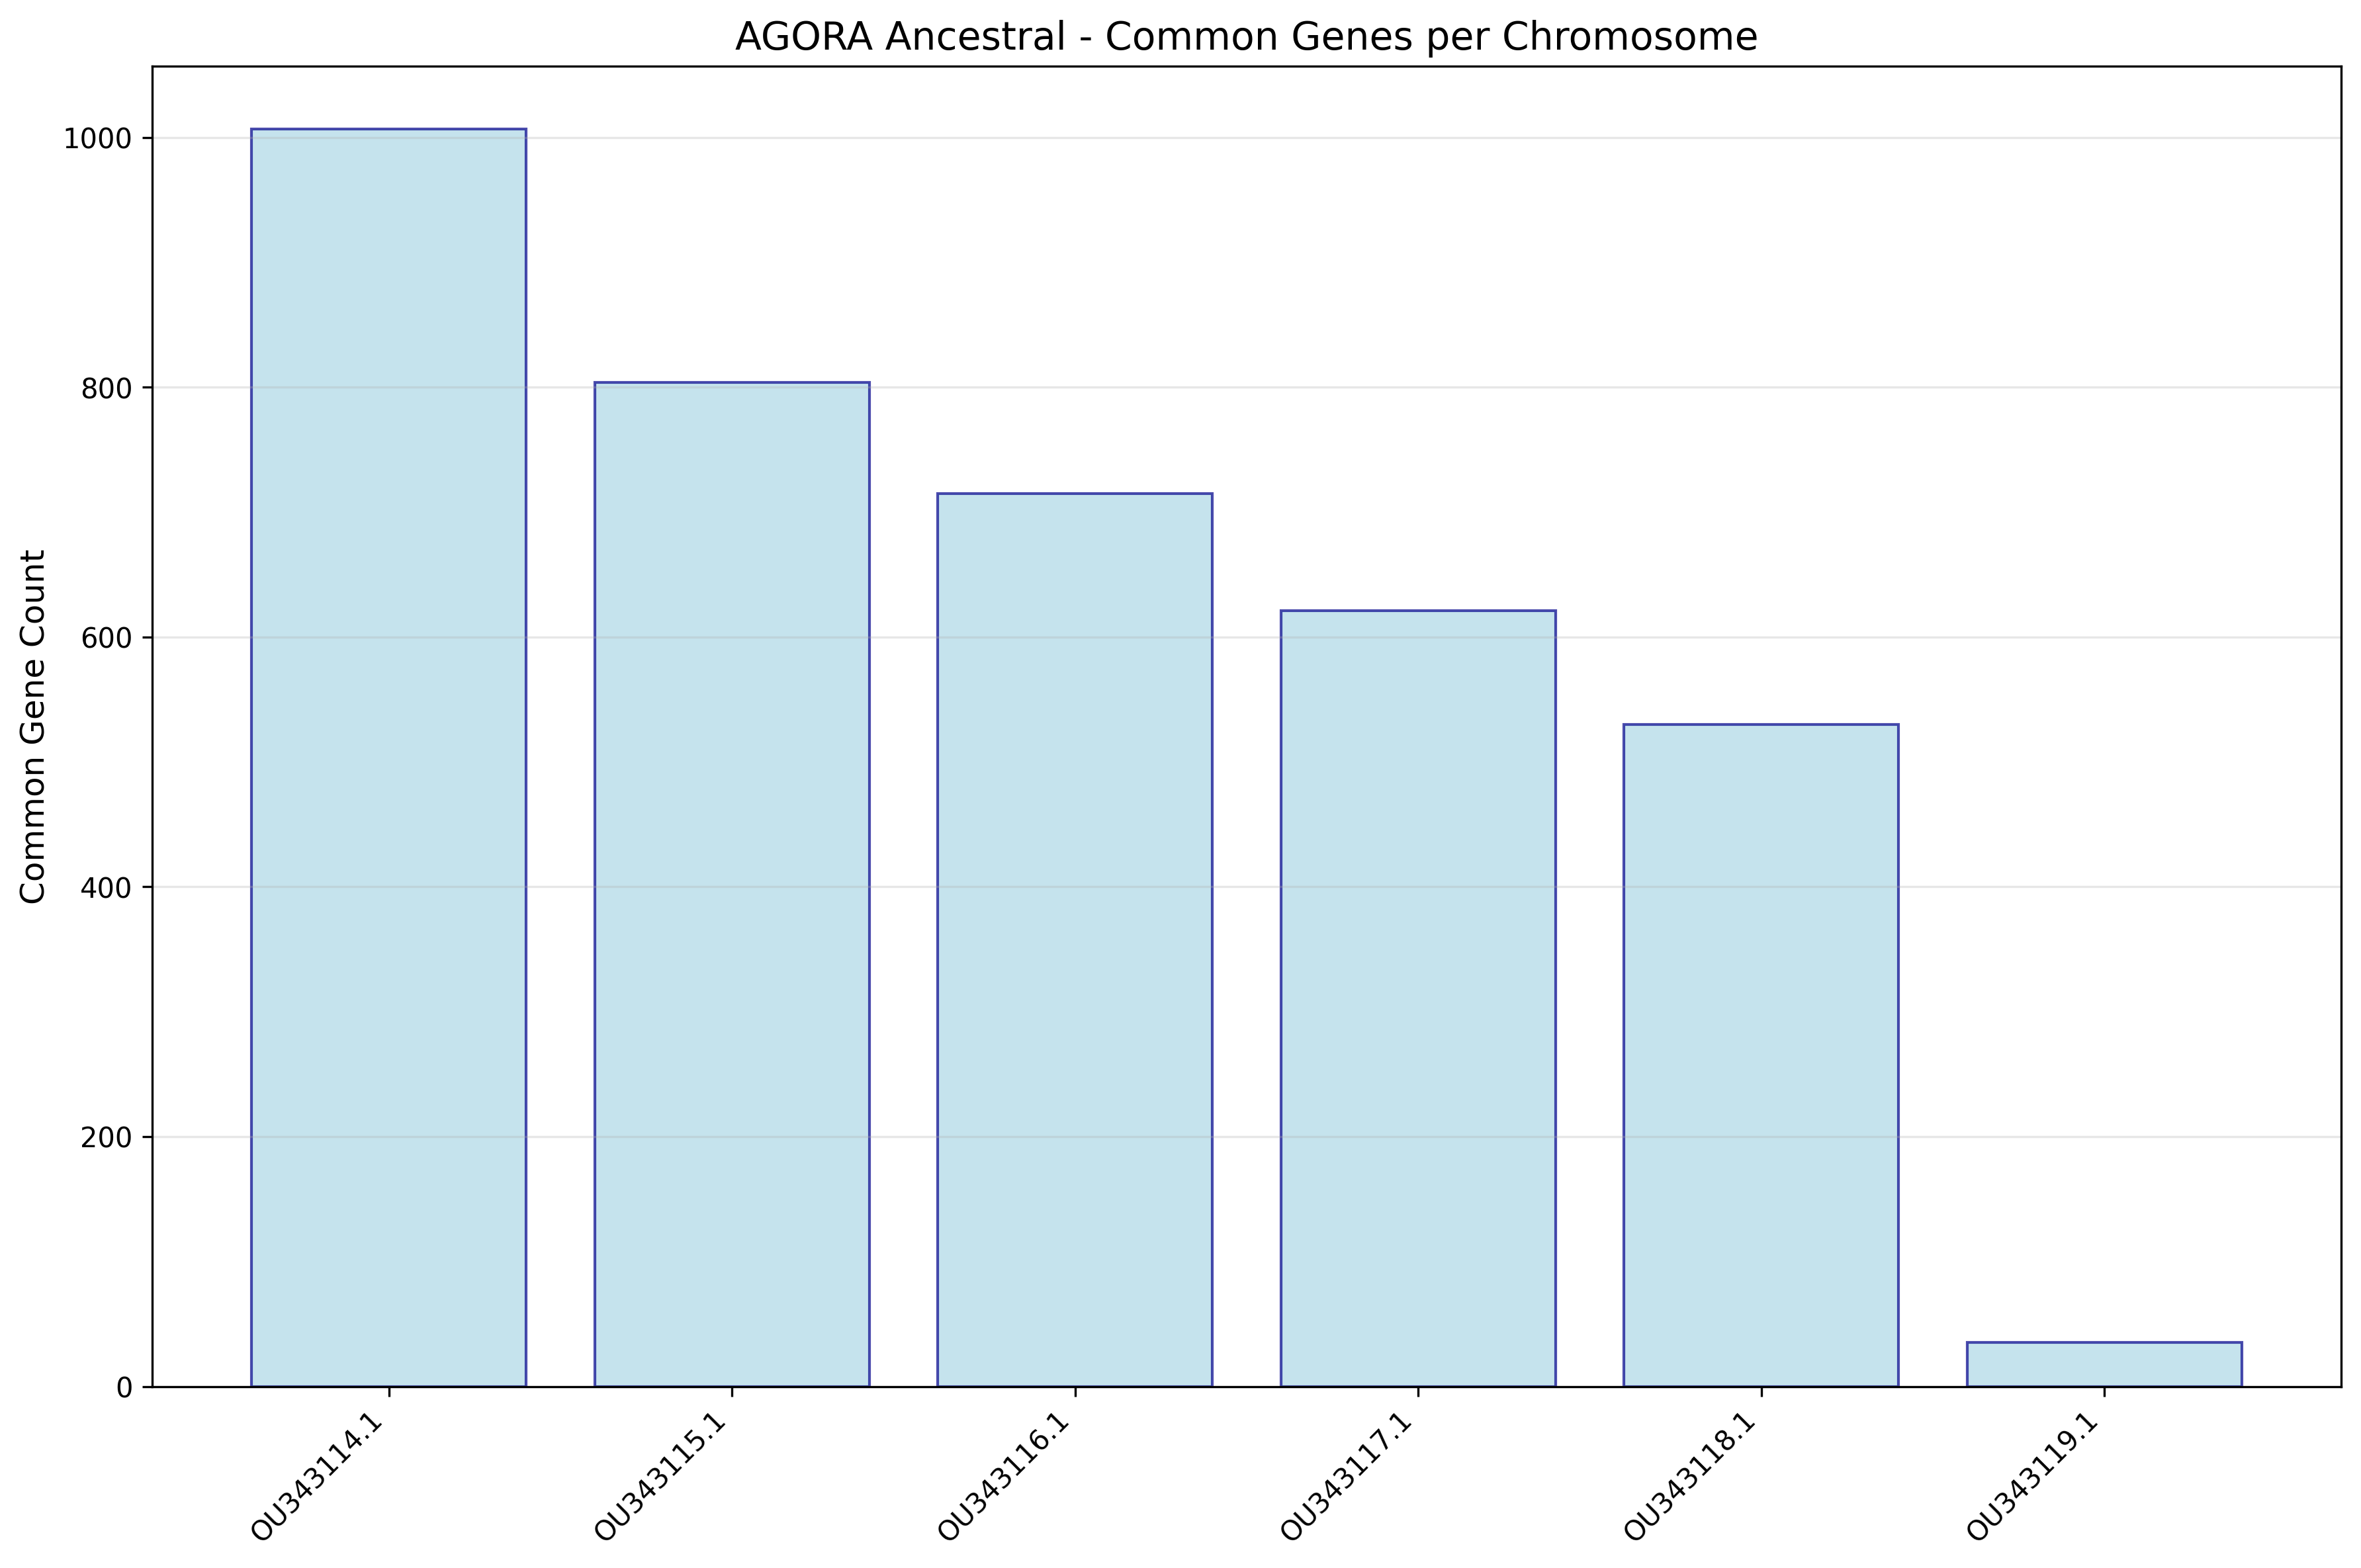 AGORA Ancestral - Common Genes per Chromosome
Common Gene Count
1000
800
600
400
200
0
OU343114.1
OU343115.1
OU343116.1
OU343117.1
OU343118.1
OU343119.1